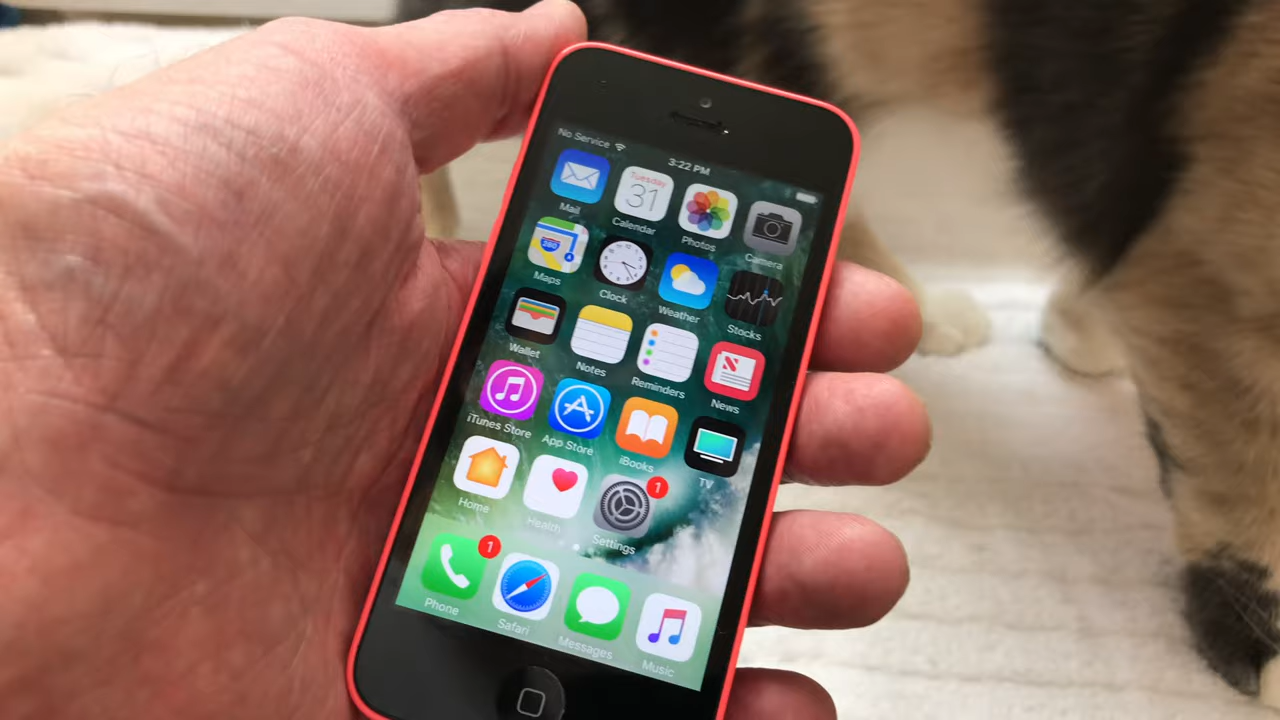 No Service
3:22 PM
Mail
Tuesday
31
Calendar
Photos
Camera
280
Maps
Clock
Weather
Stocks
Wallet
Notes
Reminders
News
iTunes Store
App Store
iBooks
TV
Home
Health
1
Settings
1
Phone
Safari
Messages
Music